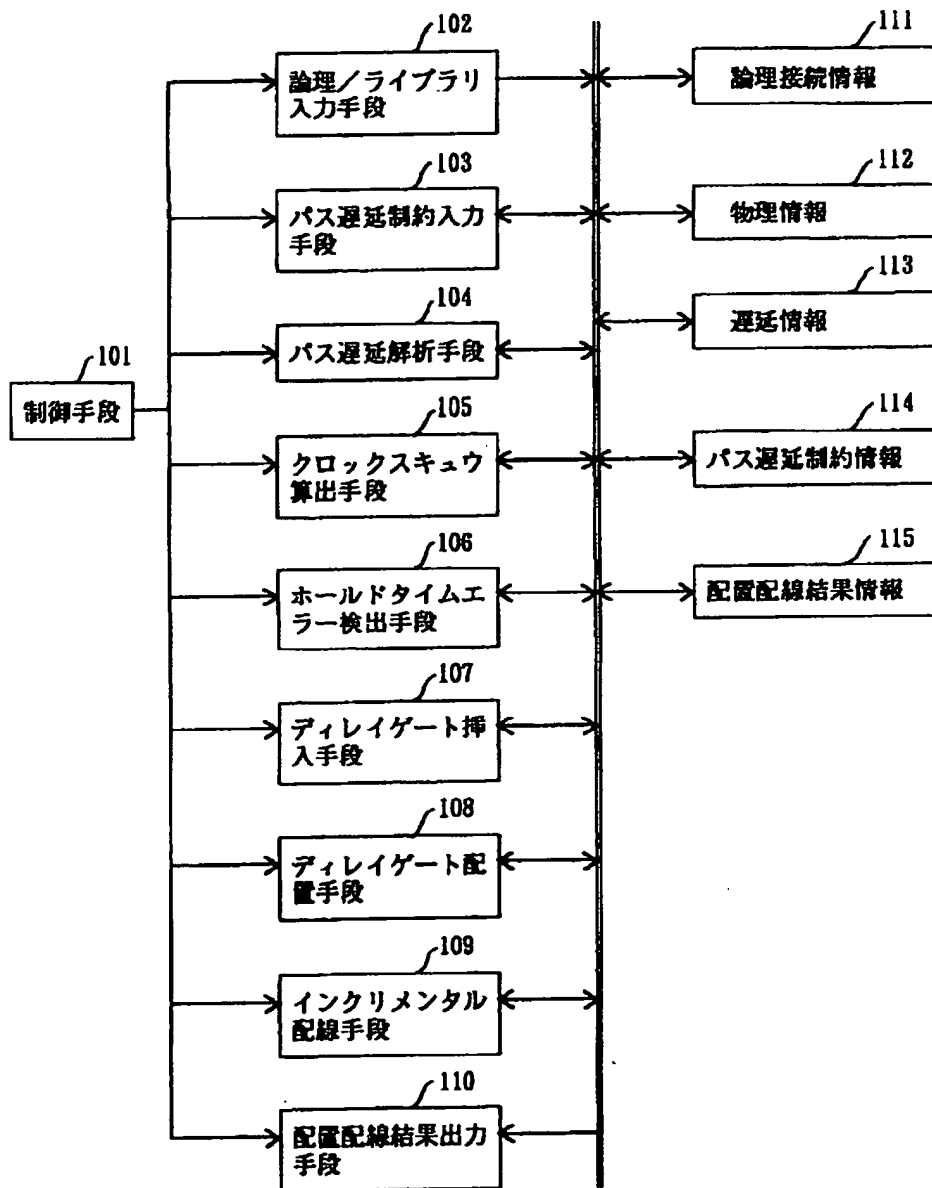 101
制御手段
102
論理／ライブラリ
入力手段
103
パス遅延制約入力
手段
104
パス遅延解析手段
105
クロックスキュウ
算出手段
106
ホールドタイムエ
ラー検出手段
107
ディレイゲート挿
入手段
108
ディレイゲート配
置手段
109
インクリメンタル
配線手段
110
配置配線結果出力
手段
111
論理接続情報
112
物理情報
113
遅延情報
114
パス遅延制約情報
115
配置配線結果情報